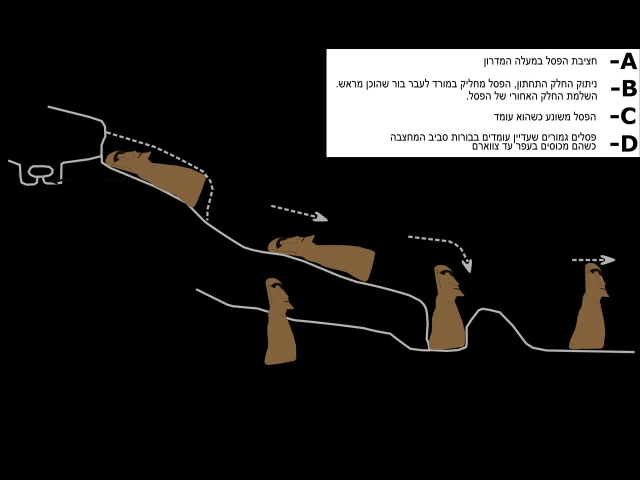 A- חציבת הפסל במעלה המדרון
B- ניתוק החלק התחתון, הפסל מחליק במורד לעבר בור שהוכן מראש.
השלמת החלק האחורי של הפסל.
C- הפסל משונע כשהוא עומד
D- פסלים גמורים שעדיין עומדים בבורות סביב המחצבה
כשהם מכוסים בעפר עד צווארם